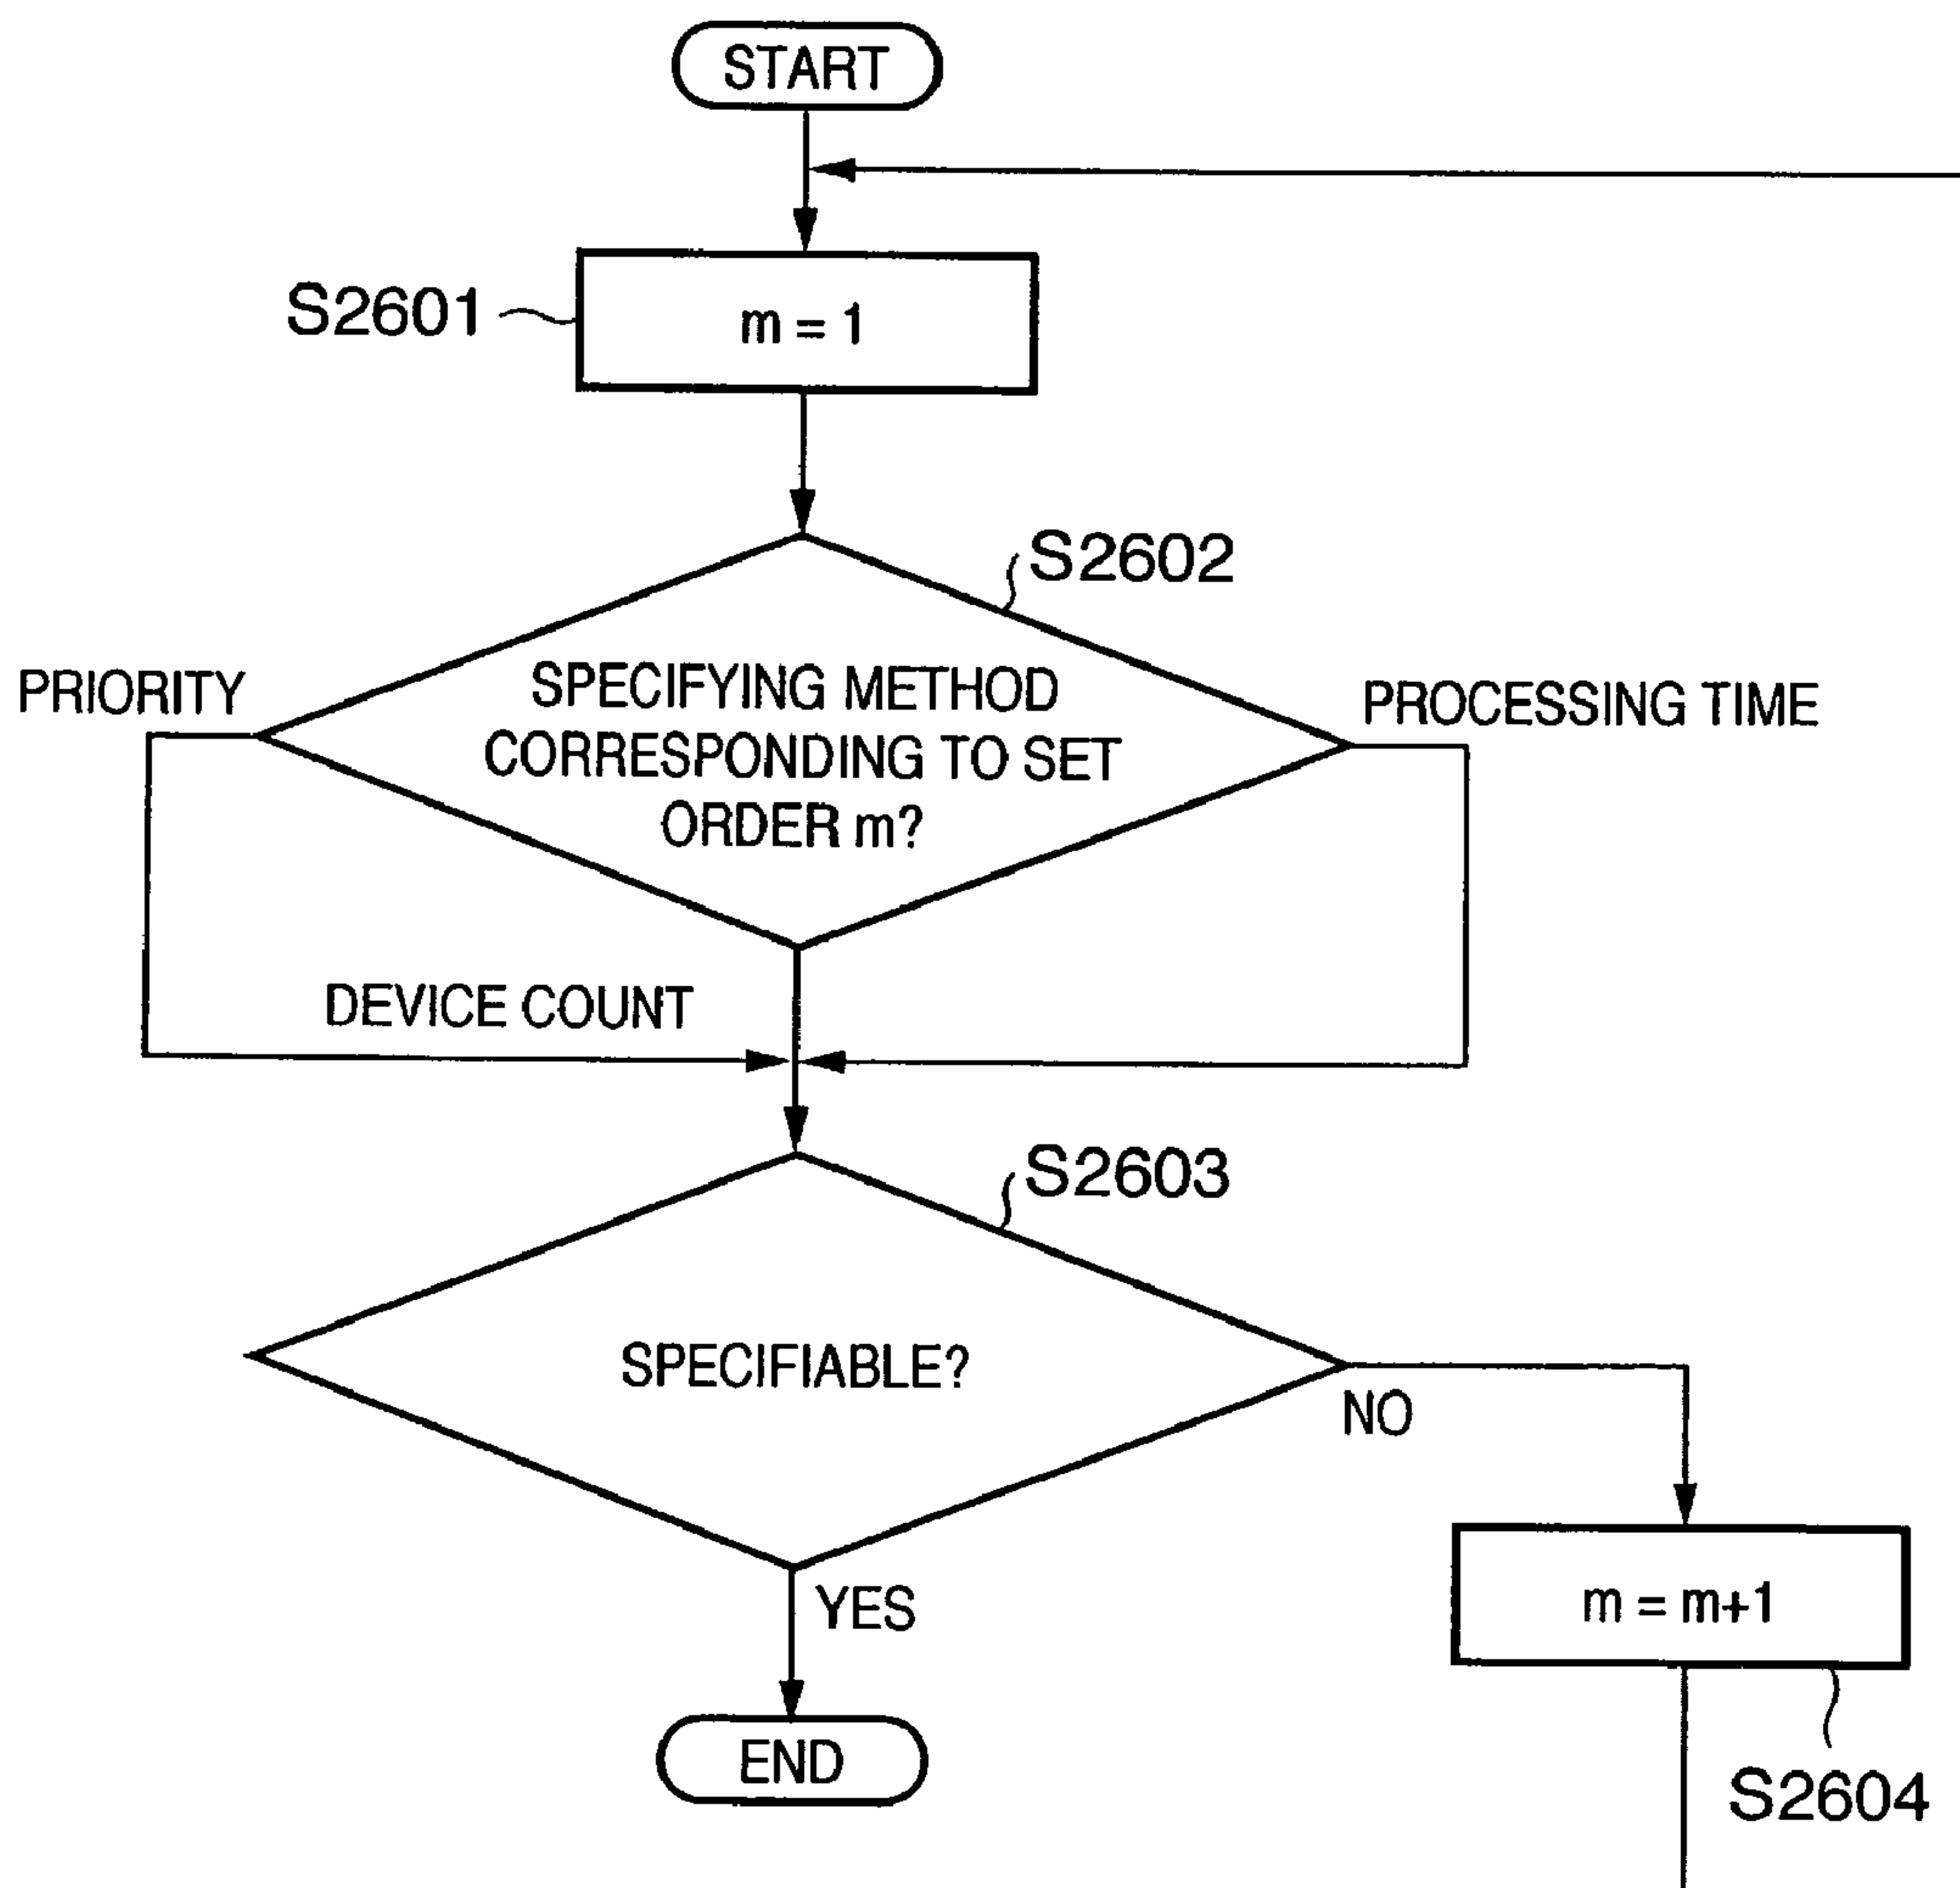 START
S2601
m = 1
S2602
PRIORITY
SPECIFYING METHOD
CORRESPONDING TO SET
ORDER m?
PROCESSING TIME
DEVICE COUNT
S2603
SPECIFIABLE?
NO
YES
m = m+1
END
S2604